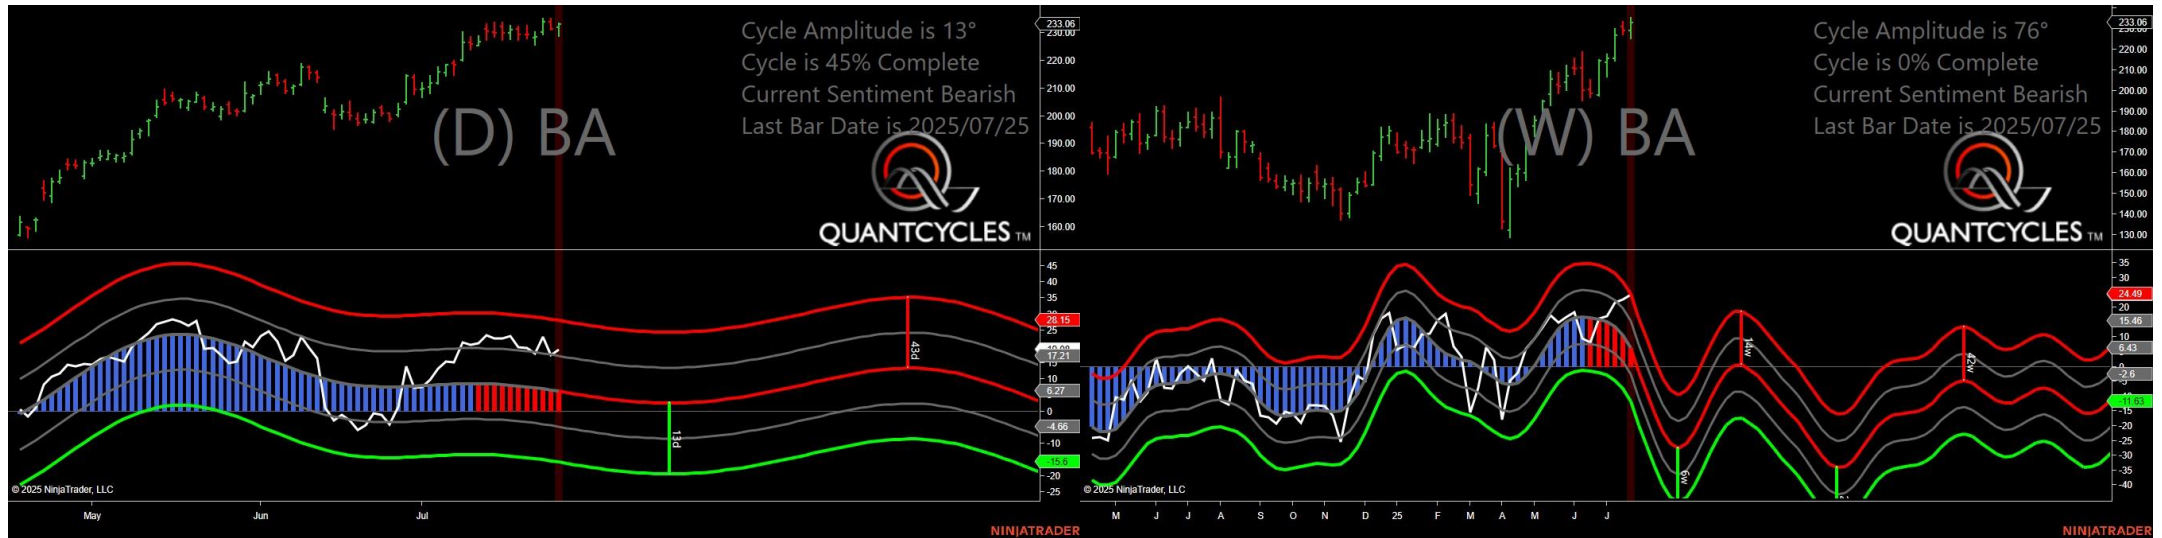 Cycle Amplitude is 13°
Cycle is 45% Complete
Current Sentiment Bearish
Last Bar Date is 2025/07/25
(D) BA
QUANTCYCLES TM
233.06
230.00
220.00
210.00
200.00
190.00
180.00
170.00
160.00
45
40
35
28.15
25
17.21
15
10
6.27
0
-4.66
-10
-15.6
-20
-25
43d
13d
© 2025 NinjaTrader, LLC
May Jun Jul
NINJATRADER
Cycle Amplitude is 76°
Cycle is 0% Complete
Current Sentiment Bearish
Last Bar Date is 2025/07/25
(W) BA
QUANTCYCLES TM
233.06
230.00
220.00
210.00
200.00
190.00
180.00
170.00
160.00
150.00
140.00
130.00
35
30
24.49
20
15.46
10
6.43
-2.6
-11.63
-15
-20
-25
-30
-35
-40
14w
42w
6w
© 2025 NinjaTrader, LLC
M J J A S O N D 25 F M A M J J
NINJATRADER